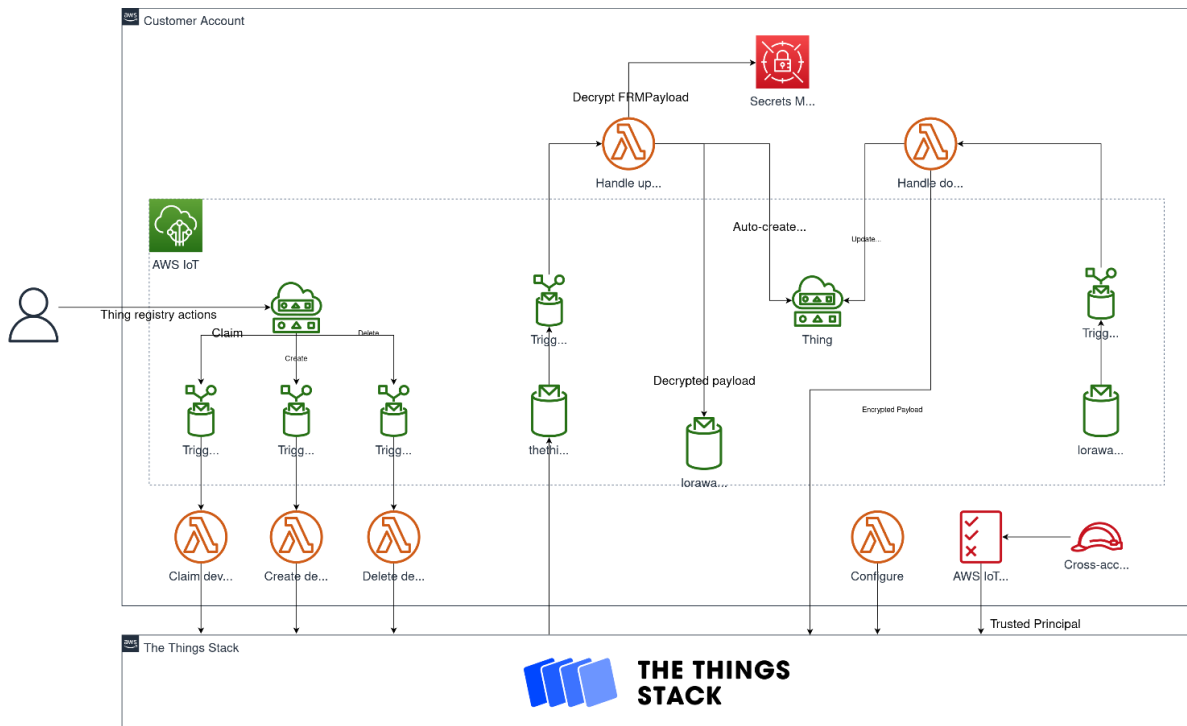 aws
Customer Account
Secrets M...
Decrypt FRMPayload
Handle up...
Handle do...
Auto-create...
Update...
AWS IoT
Thing registry actions
Claim
Delete
Create
Trigg...
Thing
Trigg...
Decrypted payload
Encrypted Payload
Trigg...
Trigg...
Trigg...
thethi...
lorawa...
lorawa...
Claim dev...
Create de...
Delete de...
Configure
AWS IoT...
Cross-acc...
Trusted Principal
aws
The Things Stack
THE THINGS
STACK